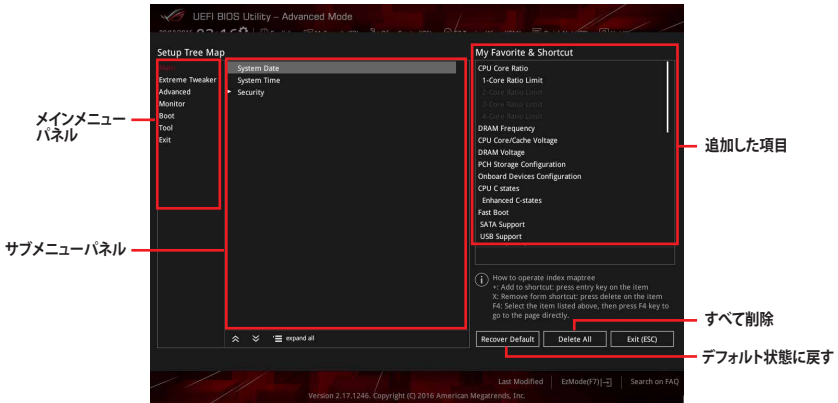 UEFI BIOS Utility – Advanced Mode
Setup Tree Map
My Favorite & Shortcut
Extreme Tweaker
Advanced
Monitor
Boot
Tool
Exit
System Date
System Time
Security
CPU Core Ratio
1-Core Ratio Limit
2-Core Ratio Limit
3-Core Ratio Limit
4-Core Ratio Limit
DRAM Frequency
CPU Core/Cache Voltage
DRAM Voltage
PCH Storage Configuration
Onboard Devices Configuration
CPU C states
Enhanced C-states
Fast Boot
SATA Support
USB Support
メインメニュー
パネル
サブメニューパネル
追加した項目
How to operate index maptree
+: Add to shortcut: press entry key on the item
X: Remove form shortcut: press delete on the item
F4: Select the item listed above, then press F4 key to
go to the page directly.
expand all
Recover Default
Delete All
Exit (ESC)
すべて削除
デフォルト状態に戻す
Last Modified
EzMode(F7)
Search on FAQ
Version 2.17.1246. Copyright (C) 2016 American Megatrends, Inc.